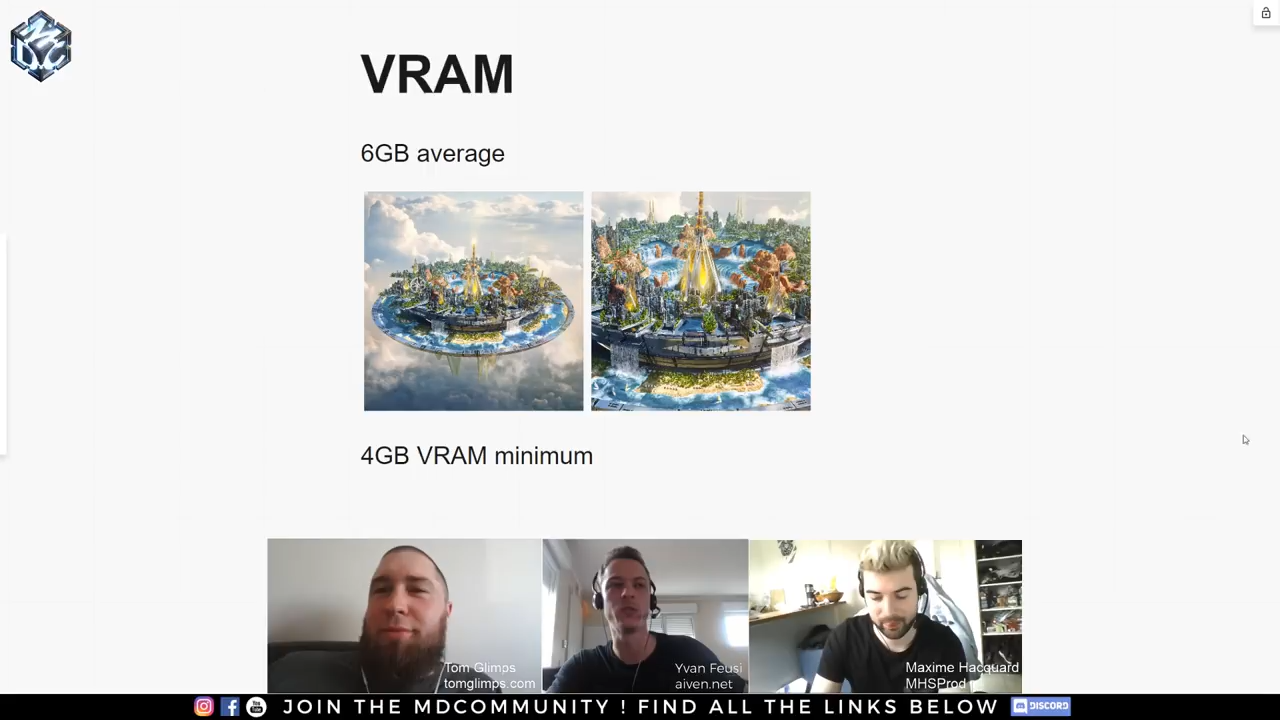 VRAM
6GB average
4GB VRAM minimum
Tom Glimps
tomglimps.com
Yvan Feusi
aiven.net
Maxime Hacquard
MHSProd
JOIN THE MDCOMMUNITY ! FIND ALL THE LINKS BELOW
DISCORD